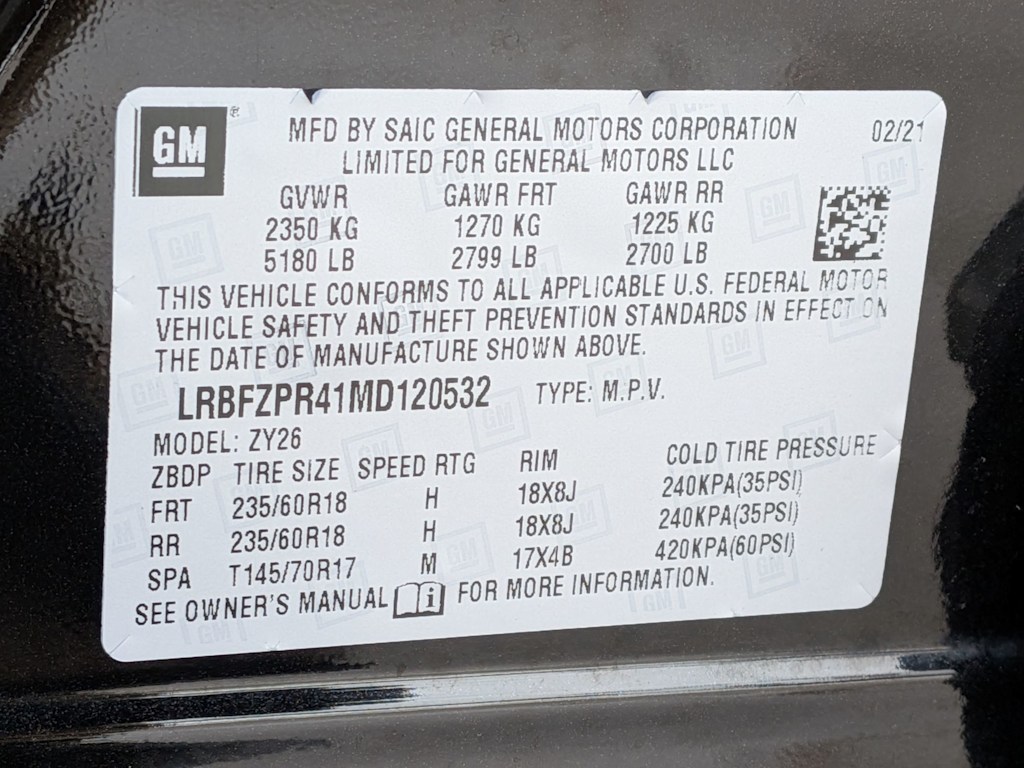 GM ® MFD BY SAIC GENERAL MOTORS CORPORATION 02/21
LIMITED FOR GENERAL MOTORS LLC
GVWR GAWR FRT GAWR RR
2350 KG 1270 KG 1225 KG
5180 LB 2799 LB 2700 LB
THIS VEHICLE CONFORMS TO ALL APPLICABLE U.S. FEDERAL MOTOR
VEHICLE SAFETY AND THEFT PREVENTION STANDARDS IN EFFECT ON
THE DATE OF MANUFACTURE SHOWN ABOVE.
LRBFZPR41MD120532 TYPE: M.P.V.
MODEL: ZY26
ZBDP TIRE SIZE SPEED RTG RIM COLD TIRE PRESSURE
FRT 235/60R18 H 18X8J 240KPA(35PSI)
RR 235/60R18 H 18X8J 240KPA(35PSI)
SPA T145/70R17 M 17X4B 420KPA(60PSI)
SEE OWNER'S MANUAL i FOR MORE INFORMATION.